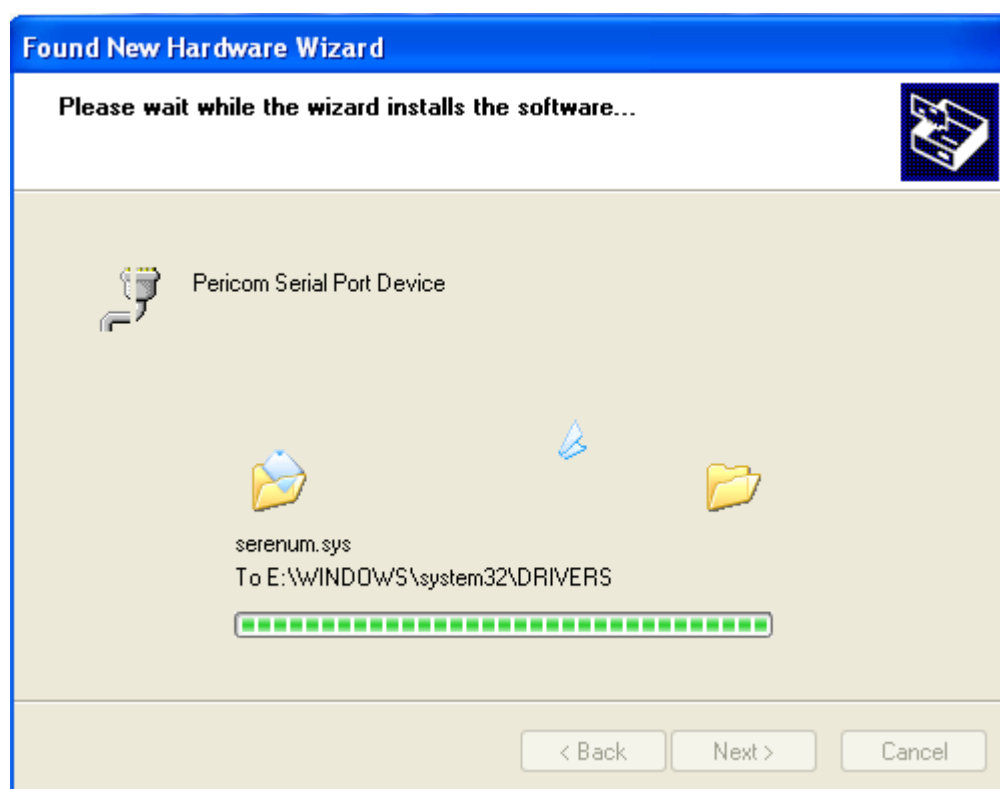 Found New Hardware Wizard
Please wait while the wizard installs the software...
Pericom Serial Port Device
serenum.sys
To E:\WINDOWS\system32\DRIVERS
< Back
Next >
Cancel